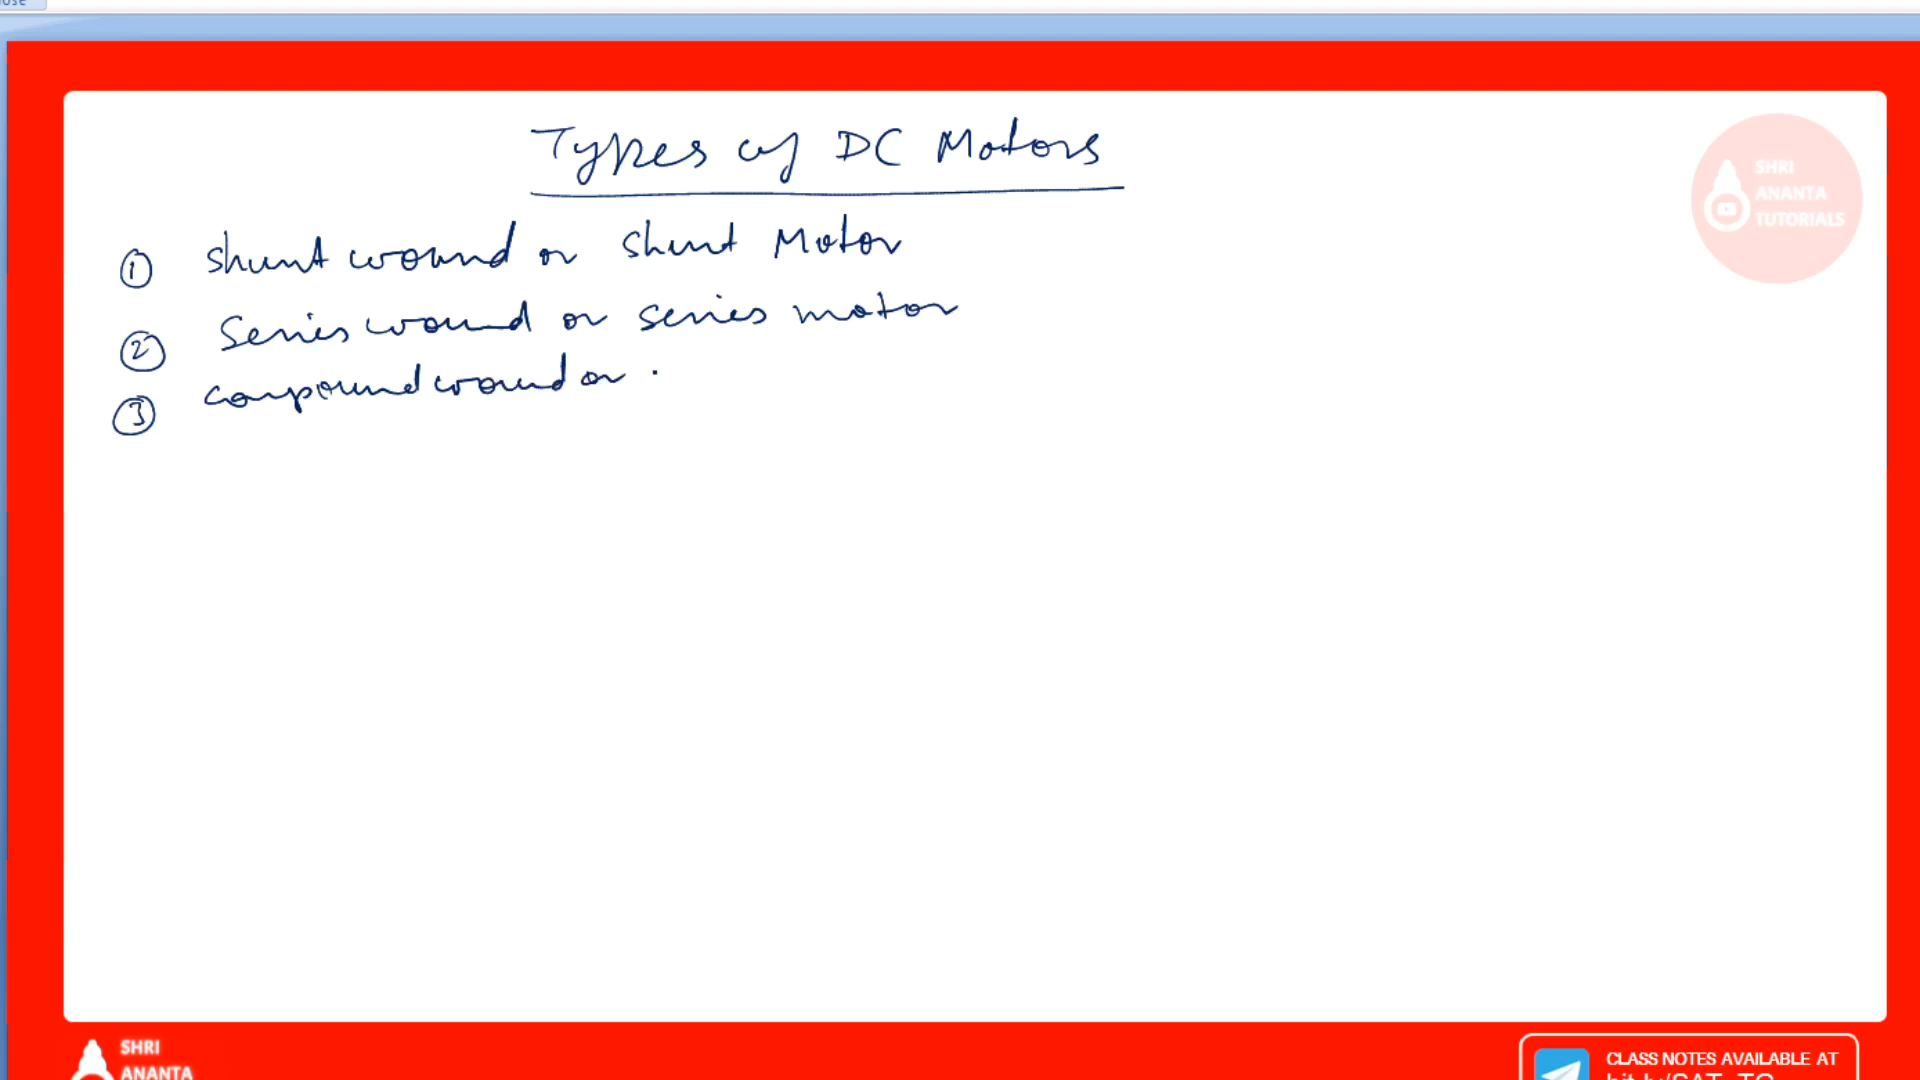 Types of DC Motors
SHRI
ANANTA
TUTORIALS
① Shunt wound or Shunt Motor
② Series wound or series motor
③ compound wound or .
SHRI
ANANTA
CLASS NOTES AVAILABLE AT